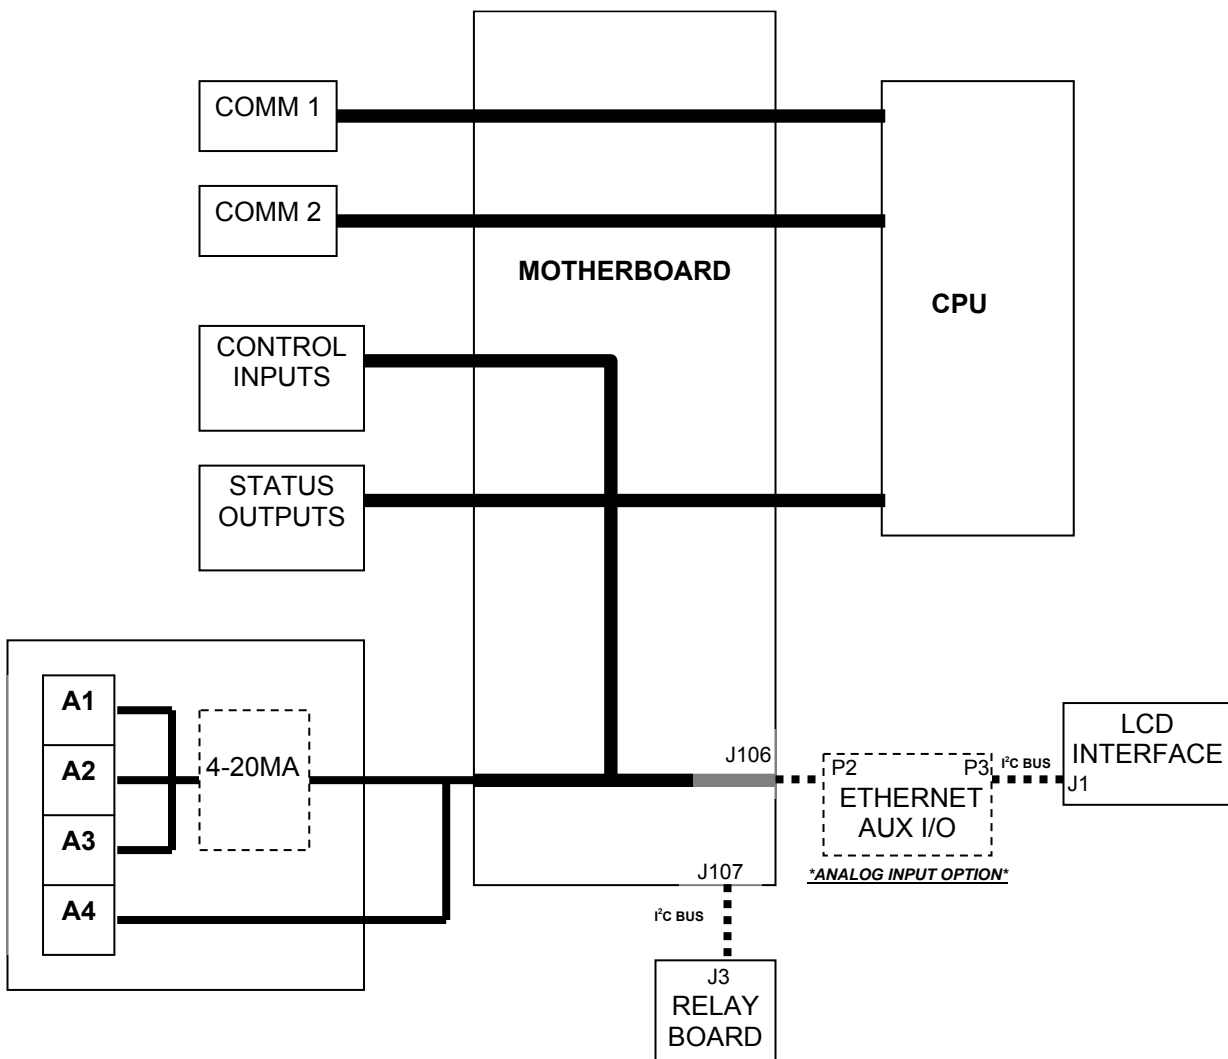 COMM 1
COMM 2
MOTHERBOARD
CPU
CONTROL
INPUTS
STATUS
OUTPUTS
A1
A2
A3
A4
4-20MA
J106
P2
P3
ETHERNET
AUX I/O
*ANALOG INPUT OPTION*
I²C BUS
LCD
INTERFACE
J1
J107
I²C BUS
J3
RELAY
BOARD